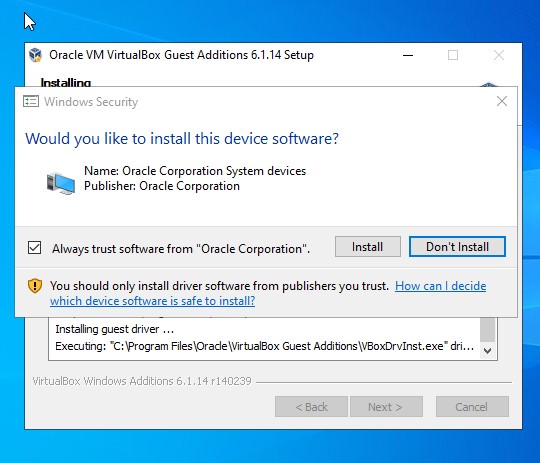 Oracle VM VirtualBox Guest Additions 6.1.14 Setup
Installing
Windows Security
Would you like to install this device software?
Name: Oracle Corporation System devices
Publisher: Oracle Corporation
Always trust software from "Oracle Corporation".
Install
Don't Install
You should only install driver software from publishers you trust. How can I decide
which device software is safe to install?
Installing guest driver ...
Executing: "C:\Program Files\Oracle\VirtualBox Guest Additions\VBoxDrvInst.exe" dri...
VirtualBox Windows Additions 6.1.14 r140239
< Back
Next >
Cancel